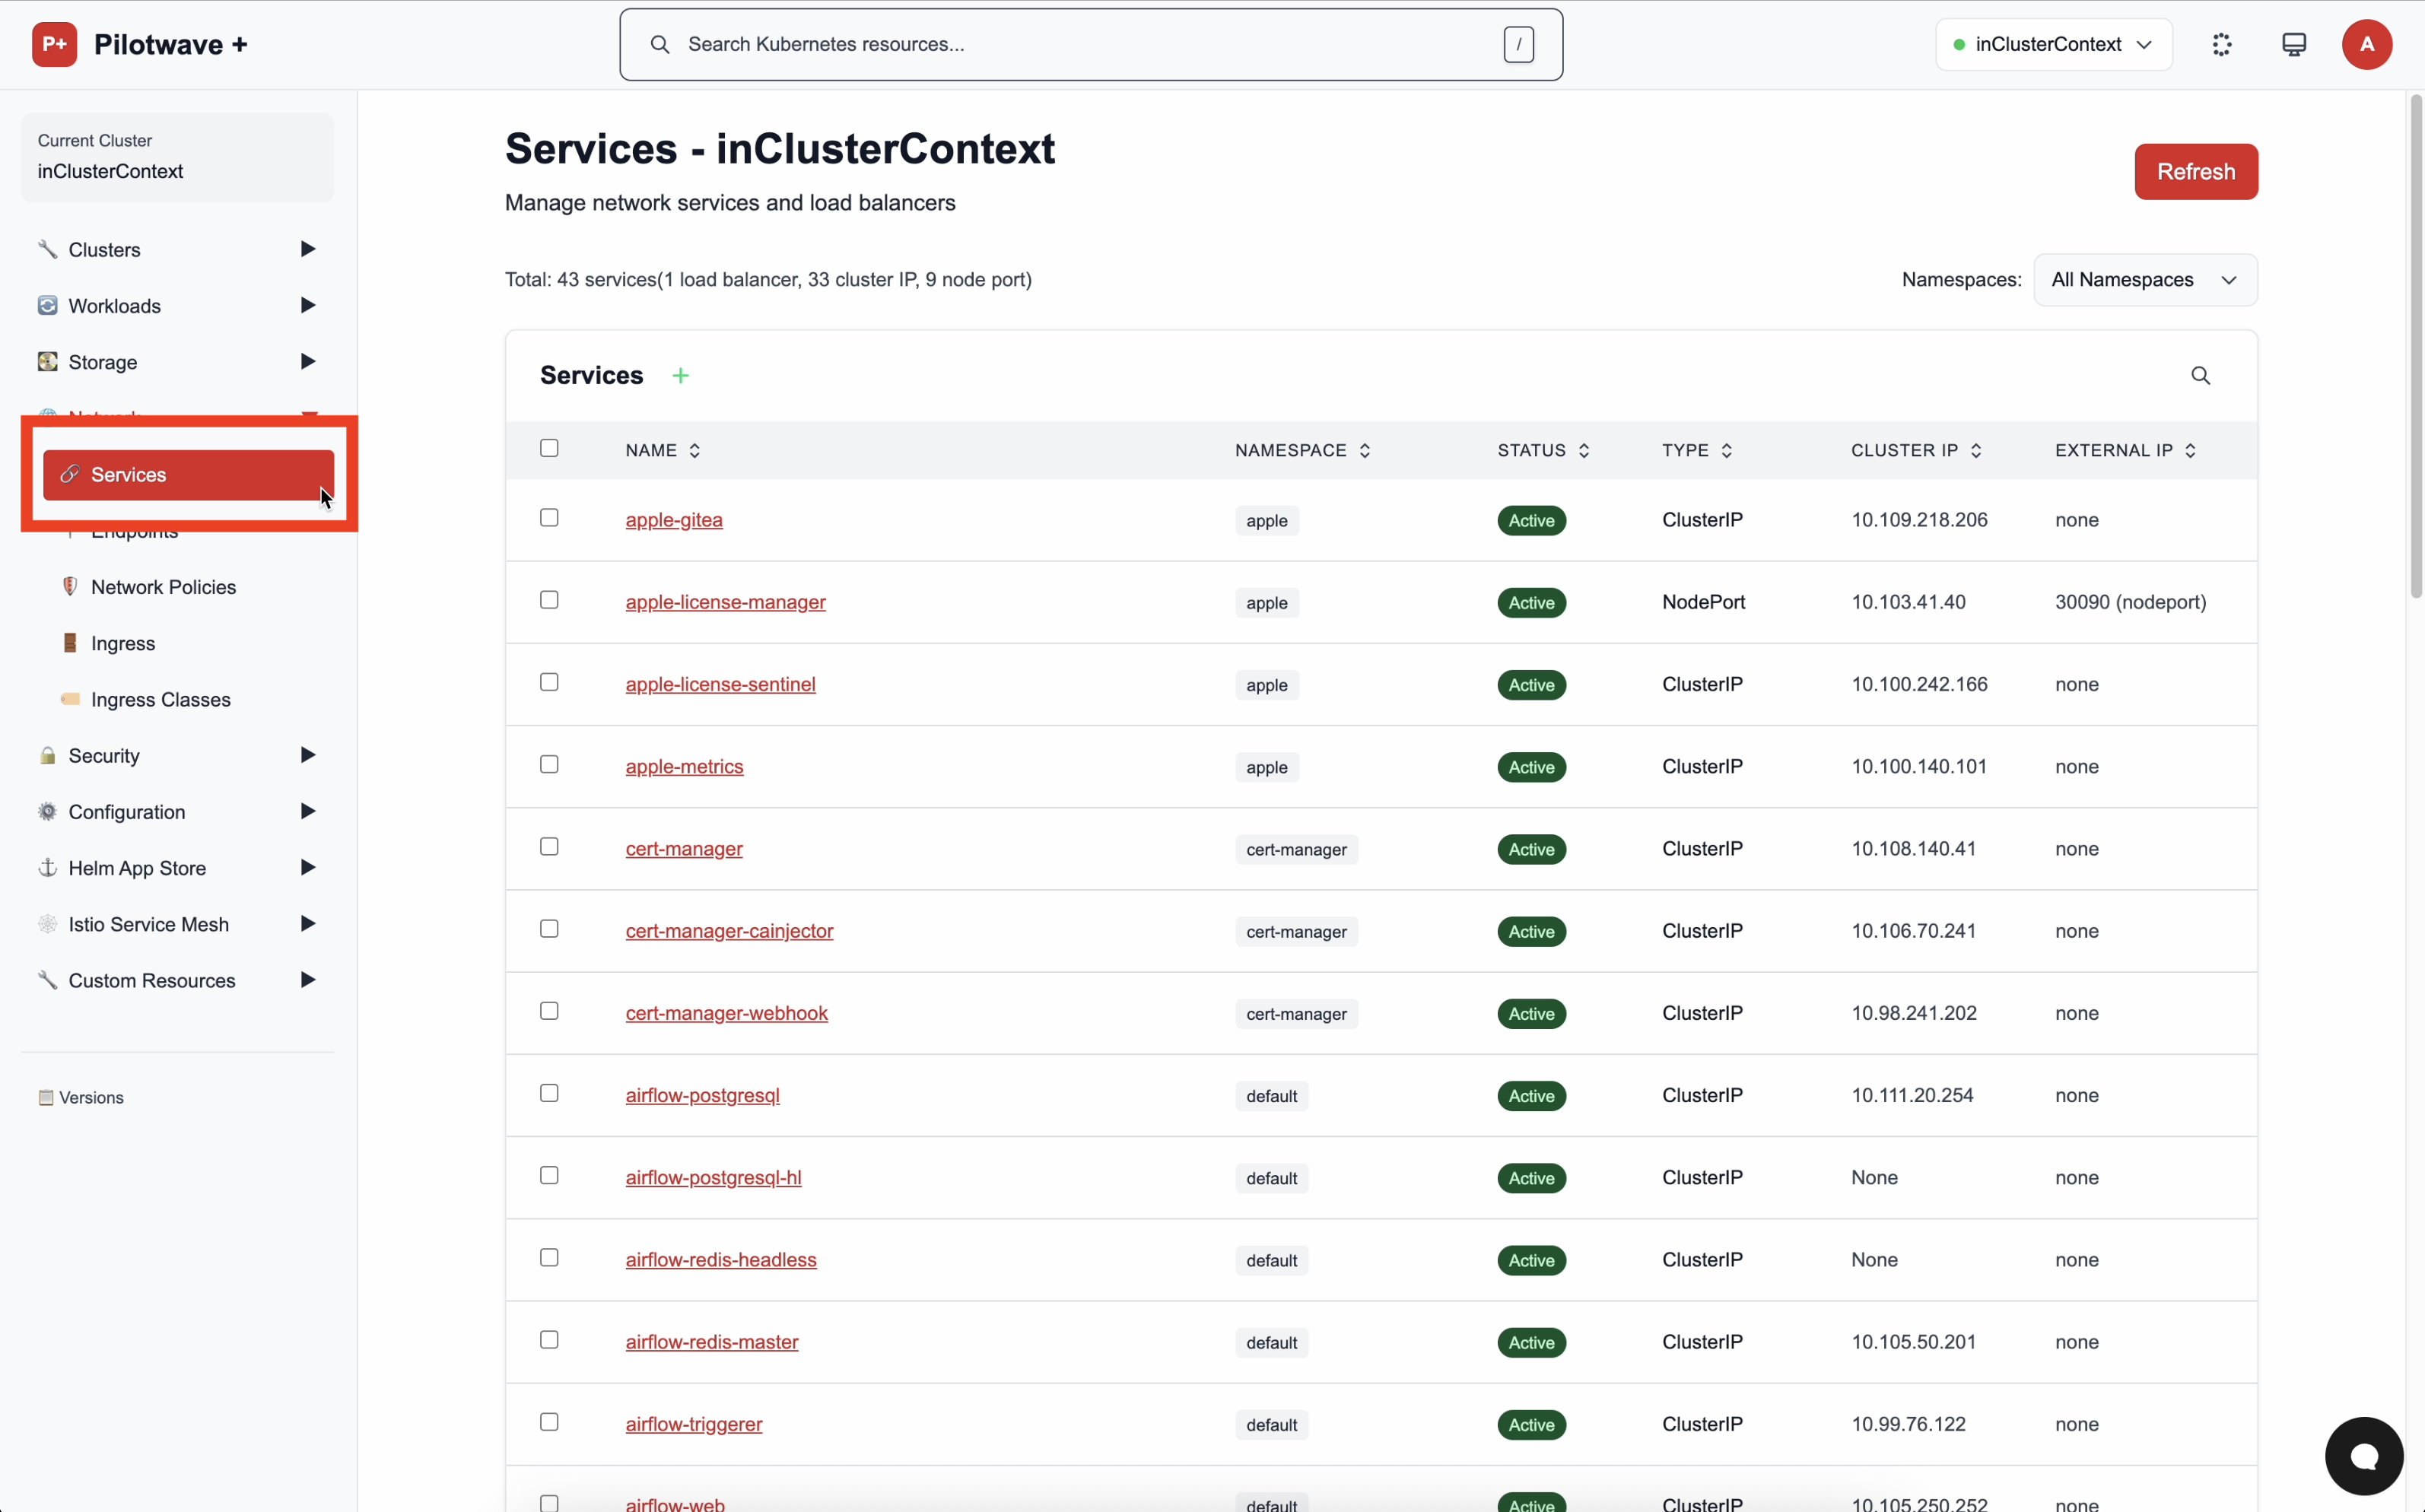 P+ Pilotwave +
Search Kubernetes resources... /
inClusterContext
A
Current Cluster
inClusterContext
Clusters
Workloads
Storage
Services
Endpoints
Network Policies
Ingress
Ingress Classes
Security
Configuration
Helm App Store
Istio Service Mesh
Custom Resources
Versions
Services - inClusterContext
Manage network services and load balancers
Refresh
Total: 43 services(1 load balancer, 33 cluster IP, 9 node port)
Namespaces: All Namespaces
Services +
NAME NAMESPACE STATUS TYPE CLUSTER IP EXTERNAL IP
apple-gitea apple Active ClusterIP 10.109.218.206 none
apple-license-manager apple Active NodePort 10.103.41.40 30090 (nodeport)
apple-license-sentinel apple Active ClusterIP 10.100.242.166 none
apple-metrics apple Active ClusterIP 10.100.140.101 none
cert-manager cert-manager Active ClusterIP 10.108.140.41 none
cert-manager-cainjector cert-manager Active ClusterIP 10.106.70.241 none
cert-manager-webhook cert-manager Active ClusterIP 10.98.241.202 none
airflow-postgresql default Active ClusterIP 10.111.20.254 none
airflow-postgresql-hl default Active ClusterIP None none
airflow-redis-headless default Active ClusterIP None none
airflow-redis-master default Active ClusterIP 10.105.50.201 none
airflow-triggerer default Active ClusterIP 10.99.76.122 none
airflow-web default Active ClusterIP 10.105.250.252 none